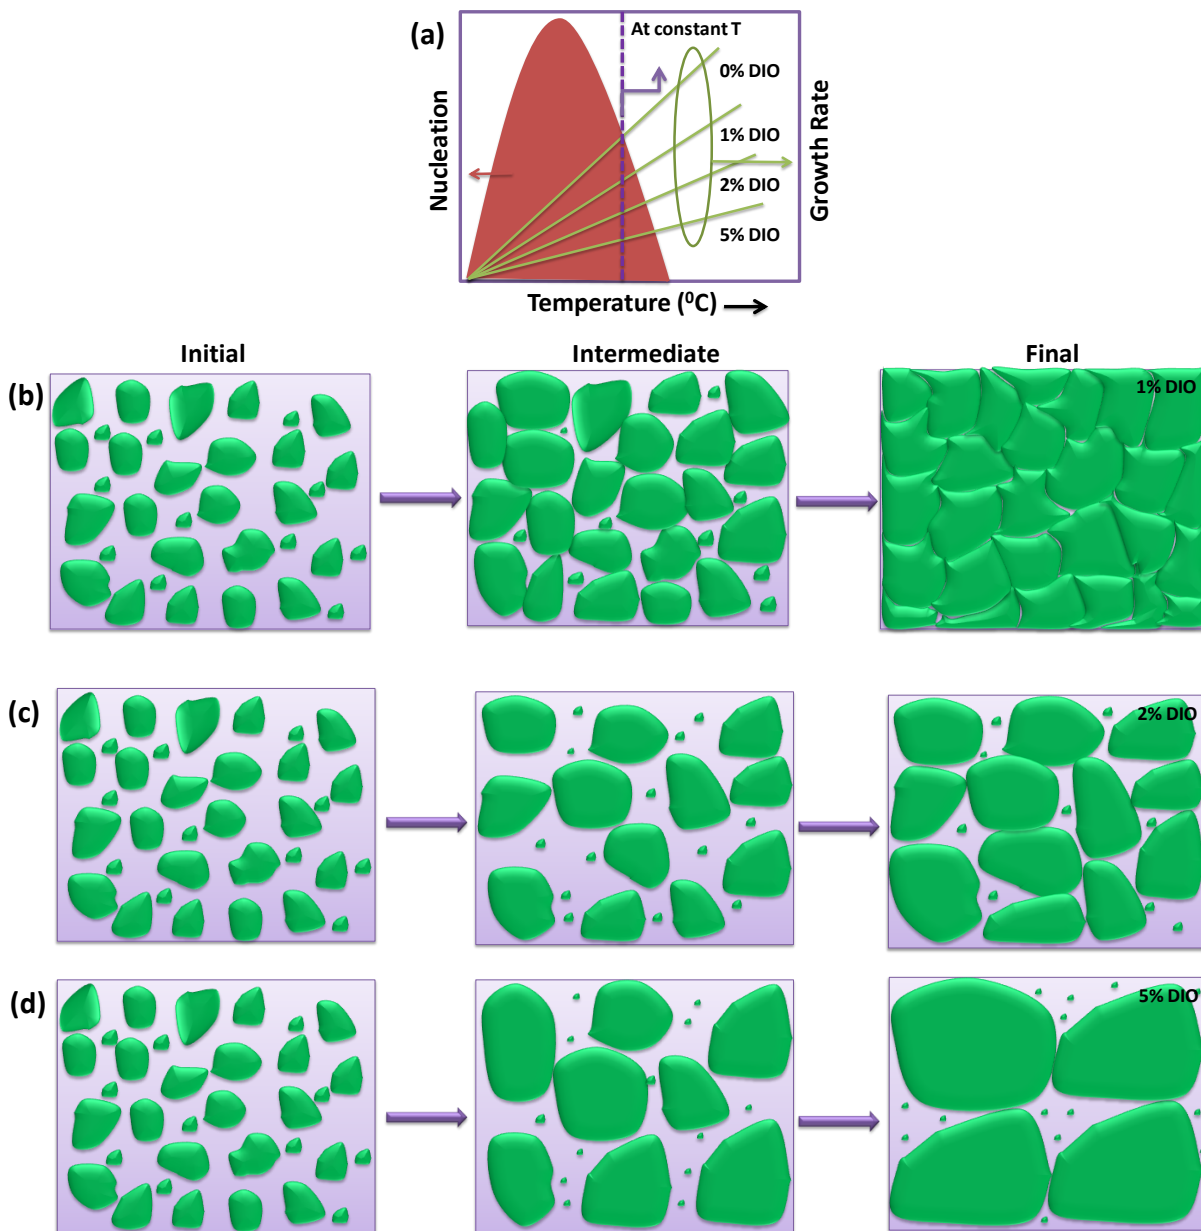 (a)
At constant T
0% DIO
1% DIO
2% DIO
5% DIO
Nucleation
Growth Rate
Temperature (⁰C)
Initial
Intermediate
Final
(b)
1% DIO
(c)
2% DIO
(d)
5% DIO